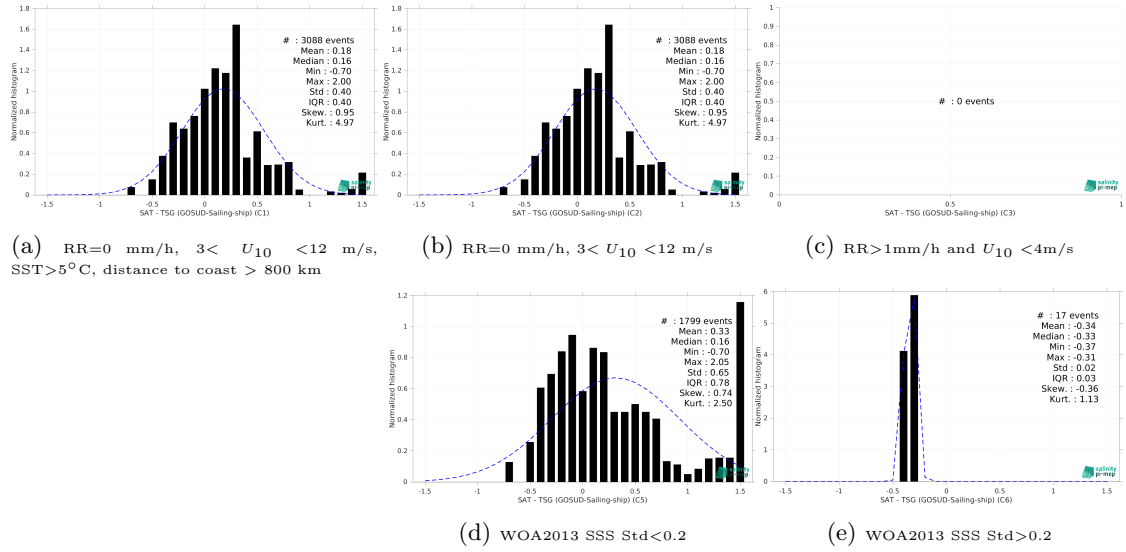 1.8
1.6
1.4
1.2
1
0.8
0.6
0.4
0.2
0
Normalized histogram
# : 3088 events
Mean : 0.18
Median : 0.16
Min : -0.70
Max : 2.00
Std : 0.40
IQR : 0.40
Skew. : 0.95
Kurt. : 4.97
salinity
pi-mep
-1.5 -1 -0.5 0 0.5 1 1.5
SAT - TSG (GOSUD-Sailing-ship) (C1)
(a) RR=0 mm/h, 3< U10 <12 m/s,
SST>5°C, distance to coast > 800 km
1.8
1.6
1.4
1.2
1
0.8
0.6
0.4
0.2
0
Normalized histogram
# : 3088 events
Mean : 0.18
Median : 0.16
Min : -0.70
Max : 2.00
Std : 0.40
IQR : 0.40
Skew. : 0.95
Kurt. : 4.97
salinity
pi-mep
-1.5 -1 -0.5 0 0.5 1 1.5
SAT - TSG (GOSUD-Sailing-ship) (C2)
(b) RR=0 mm/h, 3< U10 <12 m/s
1
0.9
0.8
0.7
0.6
0.5
0.4
0.3
0.2
0.1
0
Normalized histogram
# : 0 events
salinity
pi-mep
0 0.5 1
SAT - TSG (GOSUD-Sailing-ship) (C3)
(c) RR>1mm/h and U10 <4m/s
1.2
1
0.8
0.6
0.4
0.2
0
Normalized histogram
# : 1799 events
Mean : 0.33
Median : 0.16
Min : -0.70
Max : 2.05
Std : 0.65
IQR : 0.78
Skew. : 0.74
Kurt. : 2.50
salinity
pi-mep
-1.5 -1 -0.5 0 0.5 1 1.5
SAT - TSG (GOSUD-Sailing-ship) (C5)
(d) WOA2013 SSS Std<0.2
6
5
4
3
2
1
0
Normalized histogram
# : 17 events
Mean : -0.34
Median : -0.33
Min : -0.37
Max : -0.31
Std : 0.02
IQR : 0.03
Skew. : -0.36
Kurt. : 1.13
salinity
pi-mep
-1.5 -1 -0.5 0 0.5 1 1.5
SAT - TSG (GOSUD-Sailing-ship) (C6)
(e) WOA2013 SSS Std>0.2